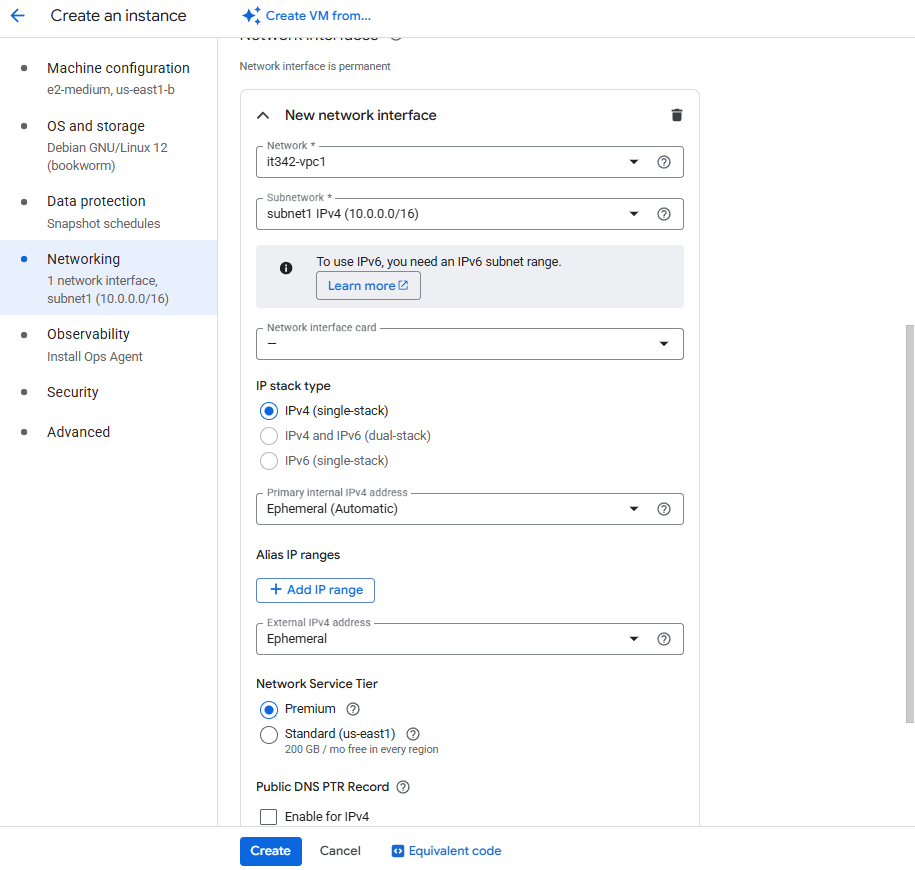 Create an instance
Create VM from...
Network interfaces
Machine configuration
e2-medium, us-east1-b
OS and storage
Debian GNU/Linux 12
(bookworm)
Data protection
Snapshot schedules
Networking
1 network interface,
subnet1 (10.0.0.0/16)
Observability
Install Ops Agent
Security
Advanced
Network interface is permanent
New network interface
Network *
it342-vpc1
Subnetwork *
subnet1 IPv4 (10.0.0.0/16)
To use IPv6, you need an IPv6 subnet range.
Learn more
Network interface card
—
IP stack type
IPv4 (single-stack)
IPv4 and IPv6 (dual-stack)
IPv6 (single-stack)
Primary internal IPv4 address
Ephemeral (Automatic)
Alias IP ranges
+ Add IP range
External IPv4 address
Ephemeral
Network Service Tier
Premium
Standard (us-east1)
200 GB / mo free in every region
Public DNS PTR Record
Enable for IPv4
Create
Cancel
Equivalent code